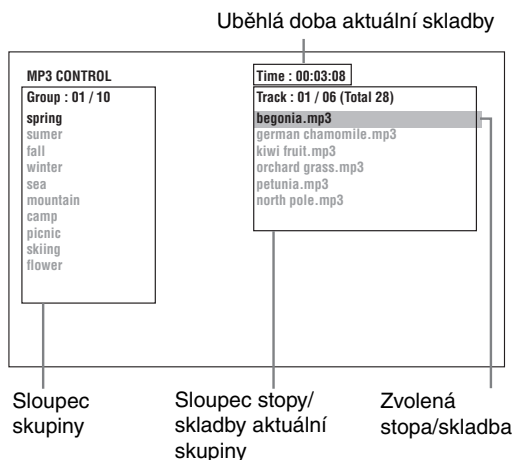 Uběhlá doba aktuální skladby
MP3 CONTROL
Group : 01 / 10
spring
sumer
fall
winter
sea
mountain
camp
picnic
skiing
flower
Time : 00:03:08
Track : 01 / 06 (Total 28)
begonia.mp3
german chamomile.mp3
kiwi fruit.mp3
orchard grass.mp3
petunia.mp3
north pole.mp3
Sloupec
skupiny
Sloupec stopy/
skladby aktuální
skupiny
Zvolená
stopa/skladba